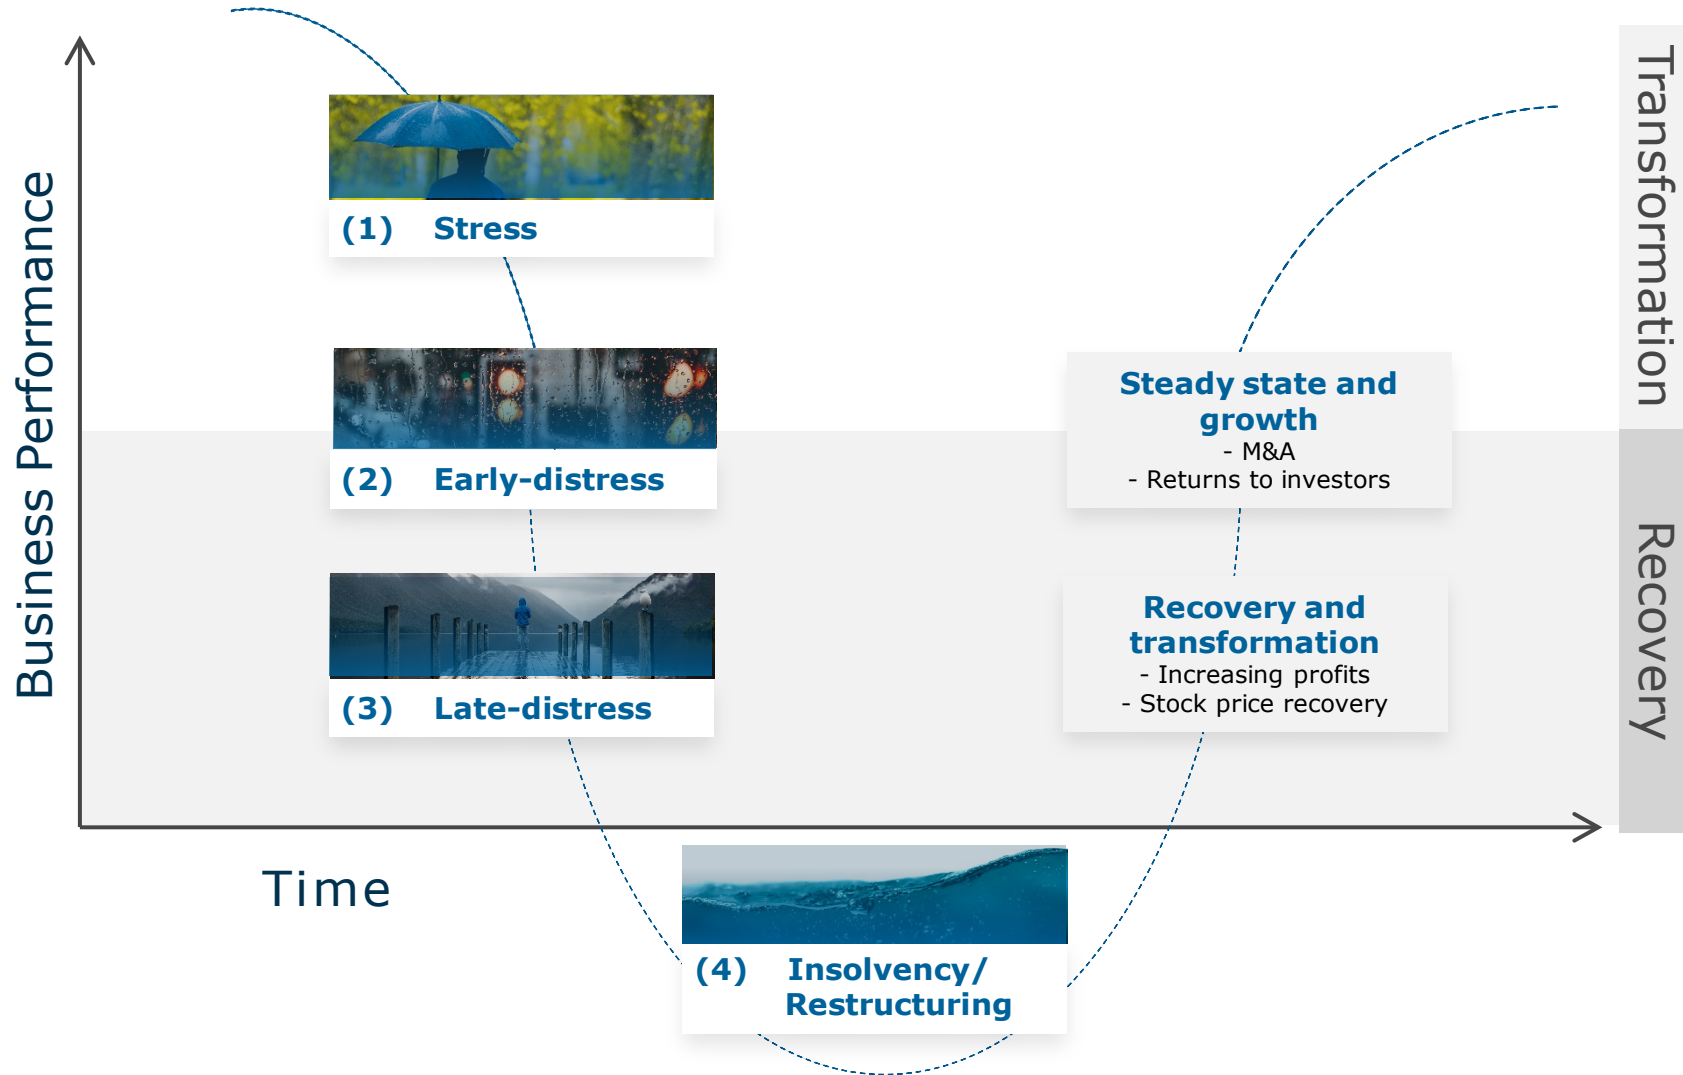 Business Performance
(1) Stress
(2) Early-distress
(3) Late-distress
(4) Insolvency/
Restructuring
Steady state and
growth
- M&A
- Returns to investors
Recovery and
transformation
- Increasing profits
- Stock price recovery
Time
Transformation
Recovery